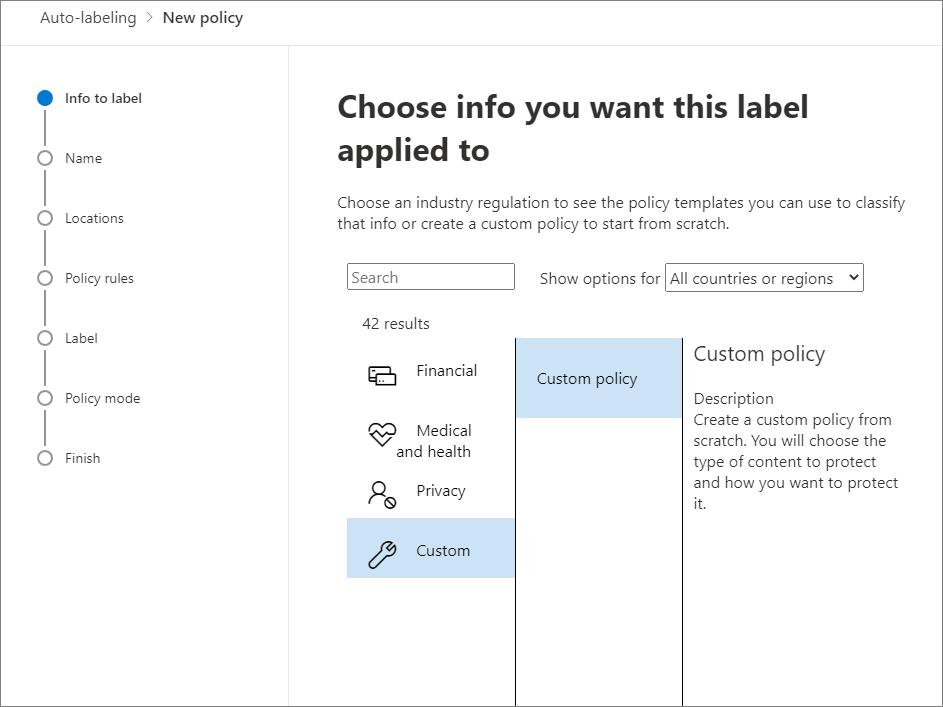 Auto-labeling > New policy
Info to label
Name
Locations
Policy rules
Label
Policy mode
Finish
Choose info you want this label
applied to
Choose an industry regulation to see the policy templates you can use to classify
that info or create a custom policy to start from scratch.
Search
Show options for All countries or regions
42 results
Financial
Medical
and health
Privacy
Custom
Custom policy
Custom policy
Description
Create a custom policy from
scratch. You will choose the
type of content to protect
and how you want to protect
it.